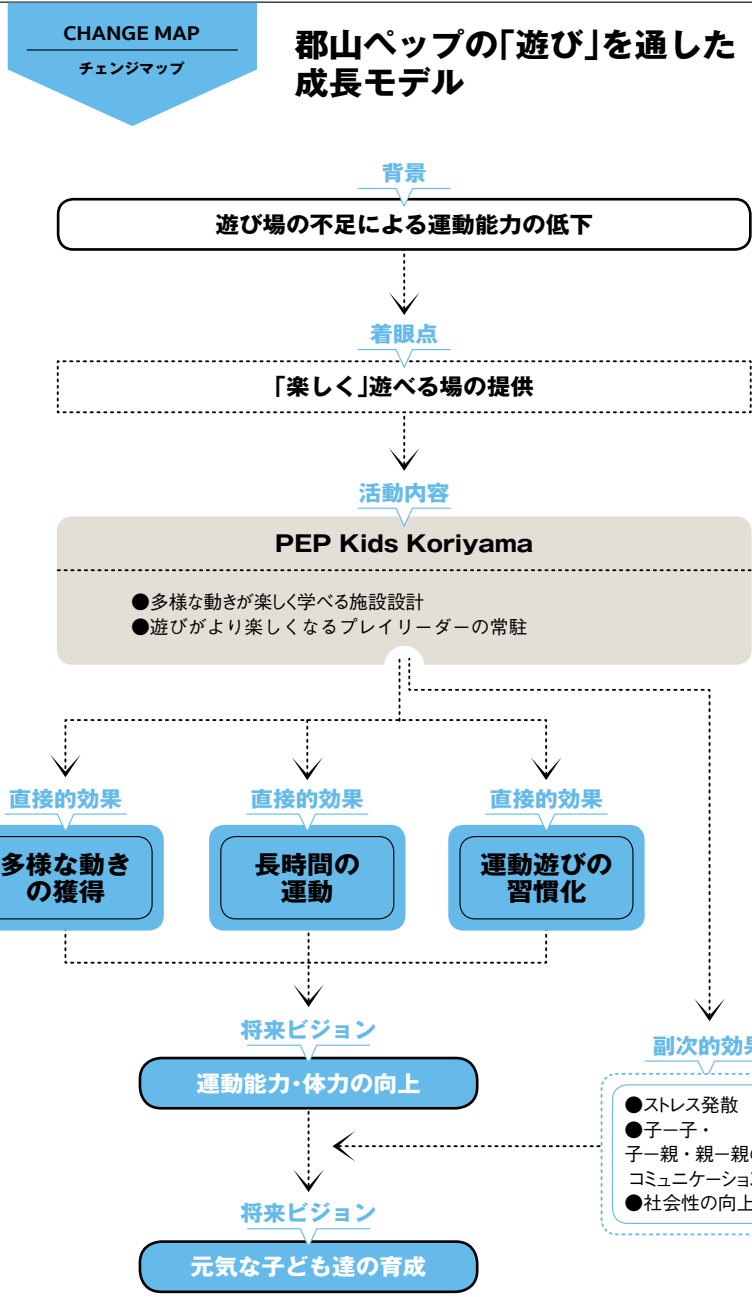 CHANGE MAP
チェンジマップ
郡山ペップの「遊び」を通した
成長モデル
背景
遊び場の不足による運動能力の低下
着眼点
「楽しく」遊べる場の提供
活動内容
PEP Kids Koriyama
●多様な動きが楽しく学べる施設設計
●遊びがより楽しくなるプレイリーダーの常駐
直接的効果
多様な動き
の獲得
直接的効果
長時間の
運動
直接的効果
運動遊びの
習慣化
将来ビジョン
運動能力・体力の向上
副次的効果
●ストレス発散
●子ー子・
子ー親・親ー親の
コミュニケーション
●社会性の向上
将来ビジョン
元気な子ども達の育成